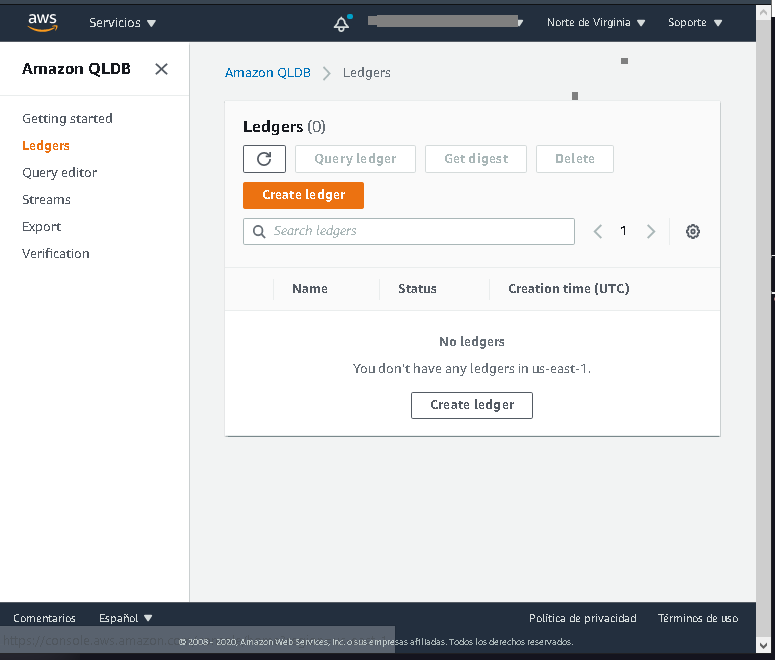 aws Servicios Norte de Virginia Soporte
Amazon QLDB
Getting started
Ledgers
Query editor
Streams
Export
Verification
Amazon QLDB Ledgers
Ledgers (0)
Query ledger Get digest Delete
Create ledger
Search ledgers 1
Name Status Creation time (UTC)
No ledgers
You don't have any ledgers in us-east-1.
Create ledger
Comentarios Español Política de privacidad Términos de uso
https://console.aws.amazon.c
© 2008 - 2020, Amazon Web Services, Inc. o sus empresas afiliadas. Todos los derechos reservados.